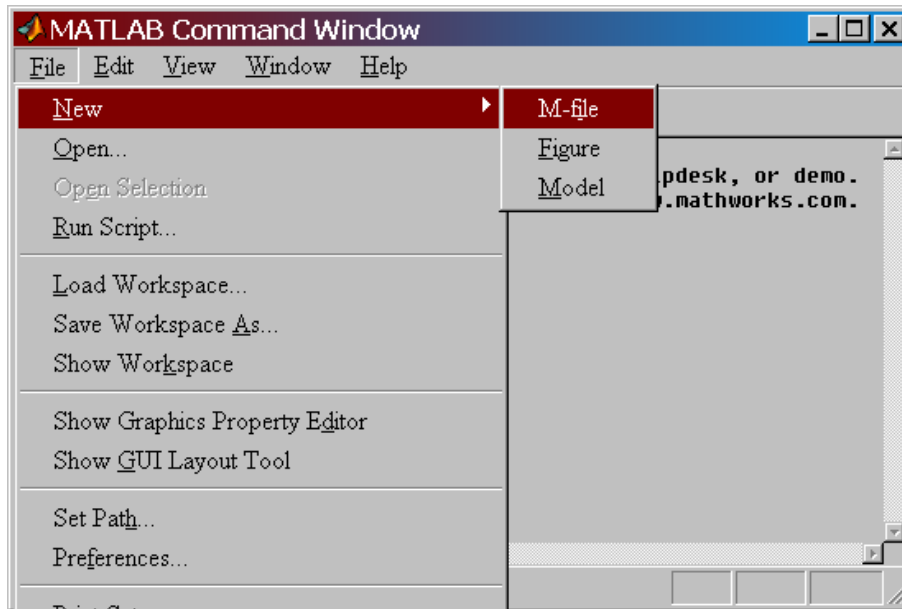 MATLAB Command Window
File Edit View Window Help
New
M-file
Open...
Figure
Open Selection
Model
pdesk, or demo.
.mathworks.com.
Run Script...
Load Workspace...
Save Workspace As...
Show Workspace
Show Graphics Property Editor
Show GUI Layout Tool
Set Path...
Preferences...